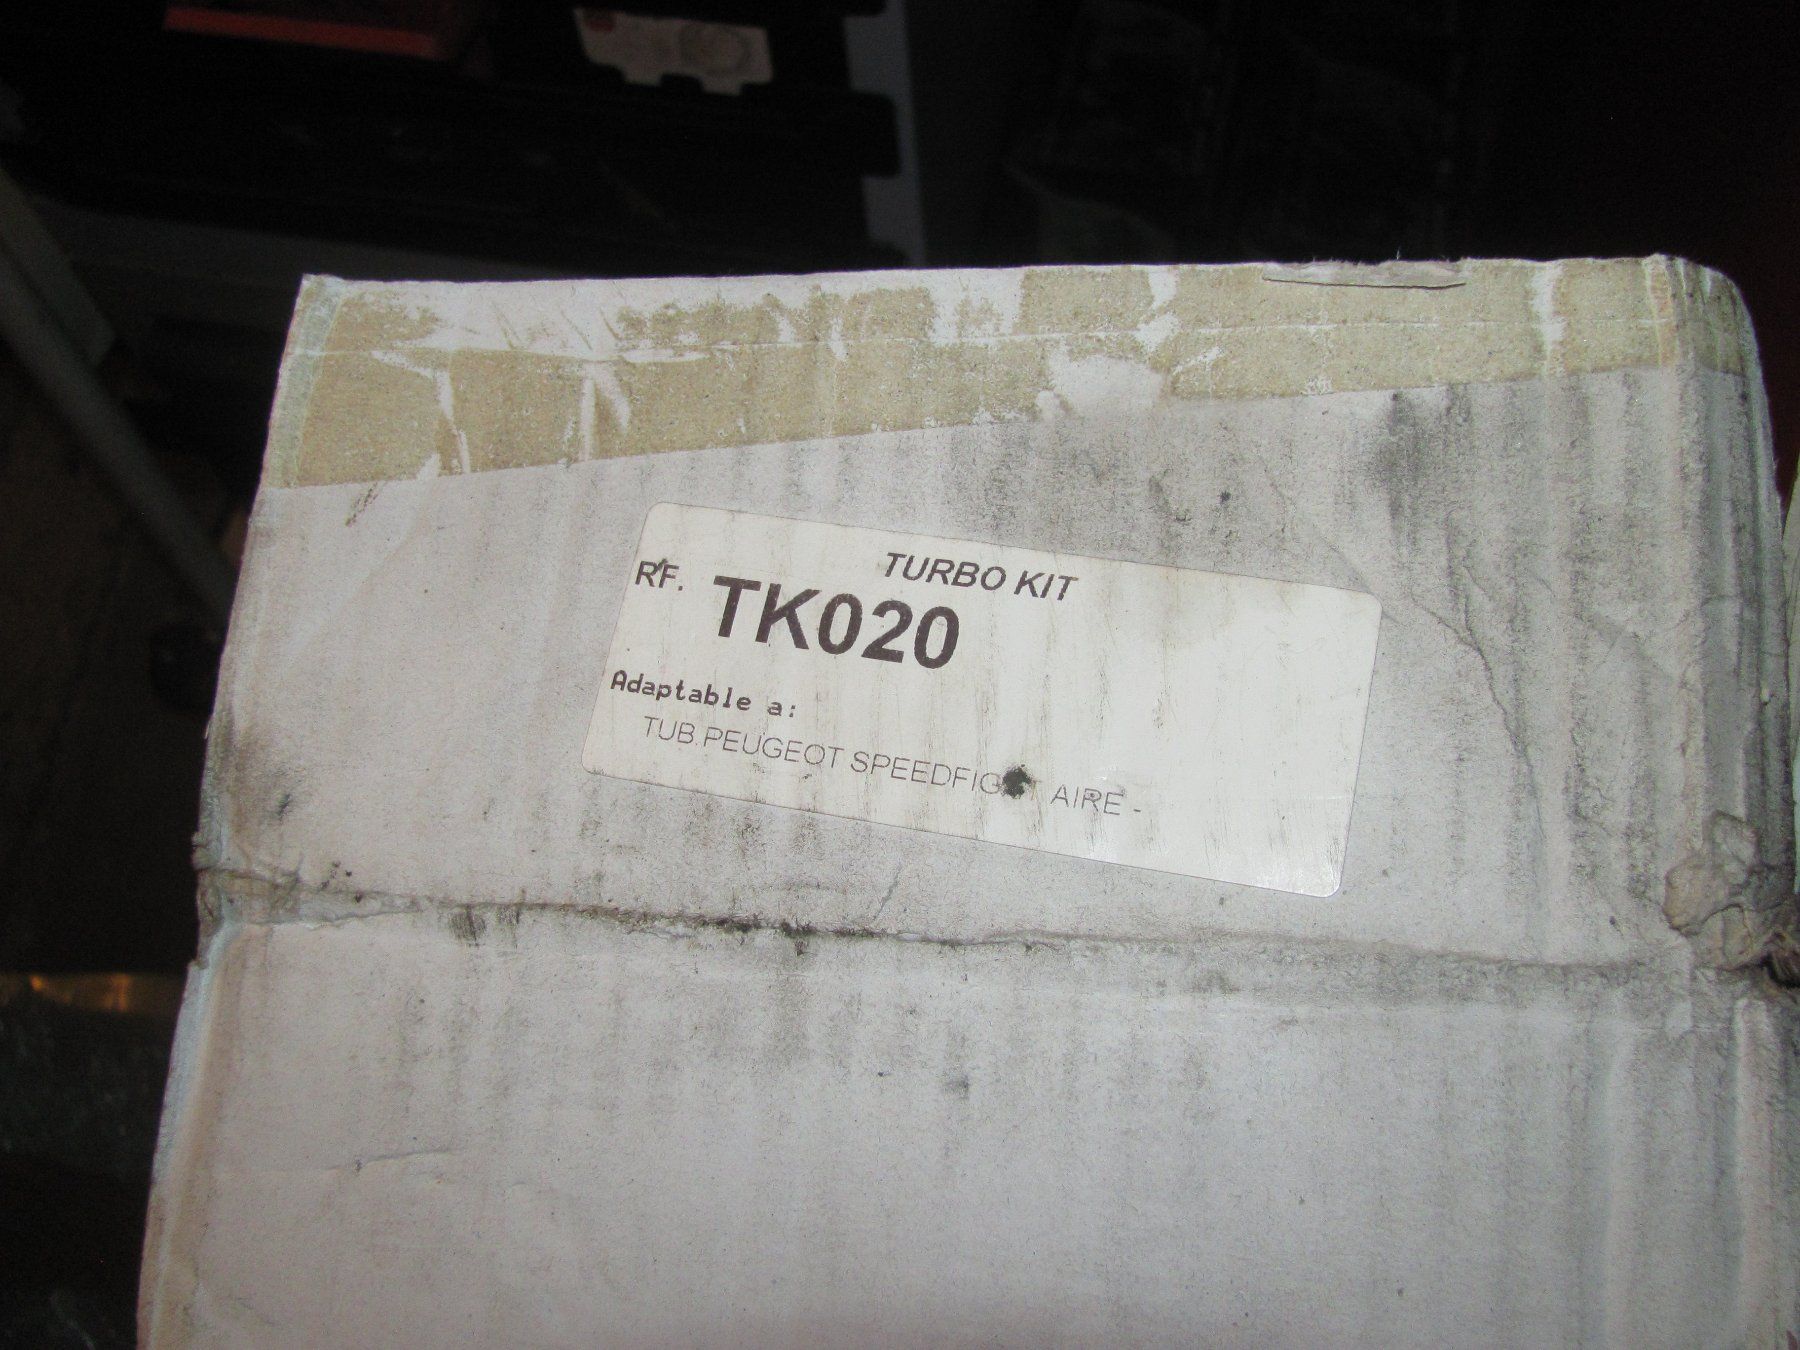 TURBO KIT
RF. TK020
Adaptable a:
TUB.PEUGEOT AIRE -